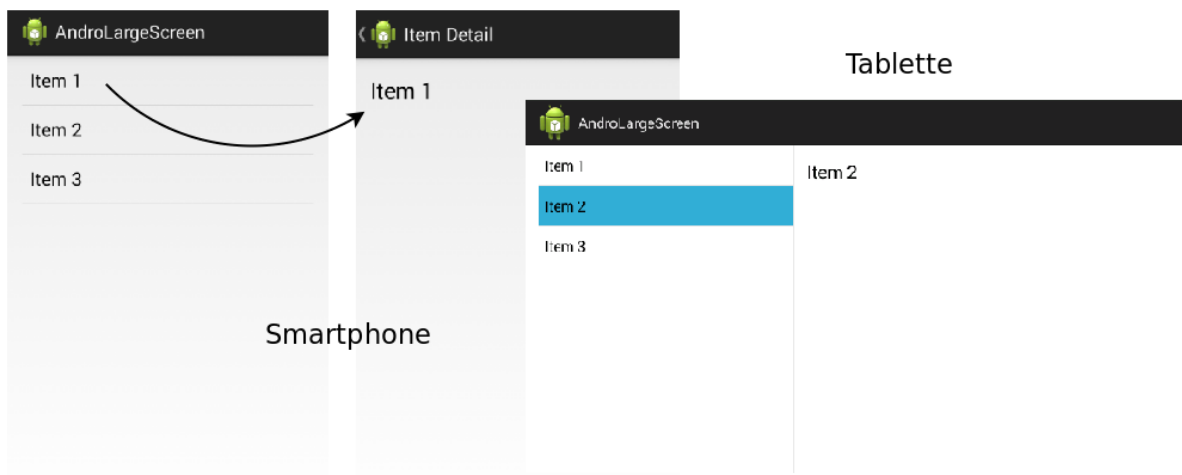 AndroLargeScreen
Item 1
Item 2
Item 3
Item Detail
Item 1
Smartphone
Tablette
AndroLargeScreen
Item 1
Item 2
Item 3
Item 2